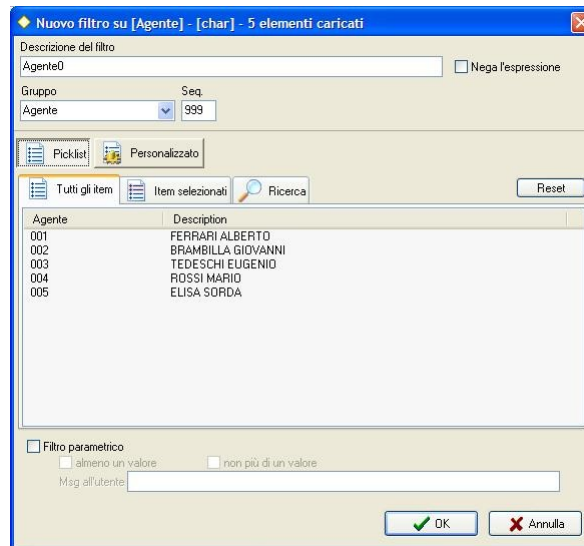 Nuovo filtro su [Agente] - [char] - 5 elementi caricati
Descrizione del filtro
Agente0
Nega l'espressione
Gruppo Seq.
Agente 999
Picklist Personalizzato
Tutti gli item Item selezionati Ricerca Reset
Agente Description
001 FERRARI ALBERTO
002 BRAMBILLA GIOVANNI
003 TEDESCHI EUGENIO
004 ROSSI MARIO
005 ELISA SORDA
Filtro parametrico
almeno un valore non più di un valore
Msg all'utente
OK Annulla